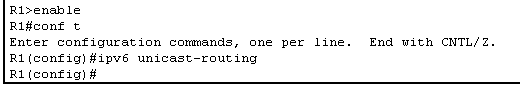 R1>enable
R1#conf t
Enter configuration commands, one per line.  End with CNTL/Z.
R1(config)#ipv6 unicast-routing
R1(config)#